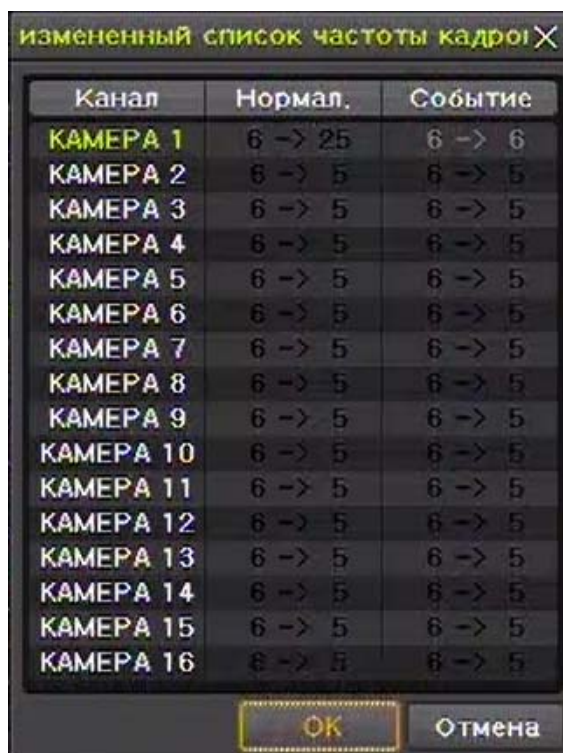 измененный список частоты кадров X
Канал Нормал. Событие
КАМЕРА 1 6 -> 25 6 -> 6
КАМЕРА 2 6 -> 5 6 -> 5
КАМЕРА 3 6 -> 5 6 -> 5
КАМЕРА 4 6 -> 5 6 -> 5
КАМЕРА 5 6 -> 5 6 -> 5
КАМЕРА 6 6 -> 5 6 -> 5
КАМЕРА 7 6 -> 5 6 -> 5
КАМЕРА 8 6 -> 5 6 -> 5
КАМЕРА 9 6 -> 5 6 -> 5
КАМЕРА 10 6 -> 5 6 -> 5
КАМЕРА 11 6 -> 5 6 -> 5
КАМЕРА 12 6 -> 5 6 -> 5
КАМЕРА 13 6 -> 5 6 -> 5
КАМЕРА 14 6 -> 5 6 -> 5
КАМЕРА 15 6 -> 5 6 -> 5
КАМЕРА 16 6 -> 5 6 -> 5
OK Отмена